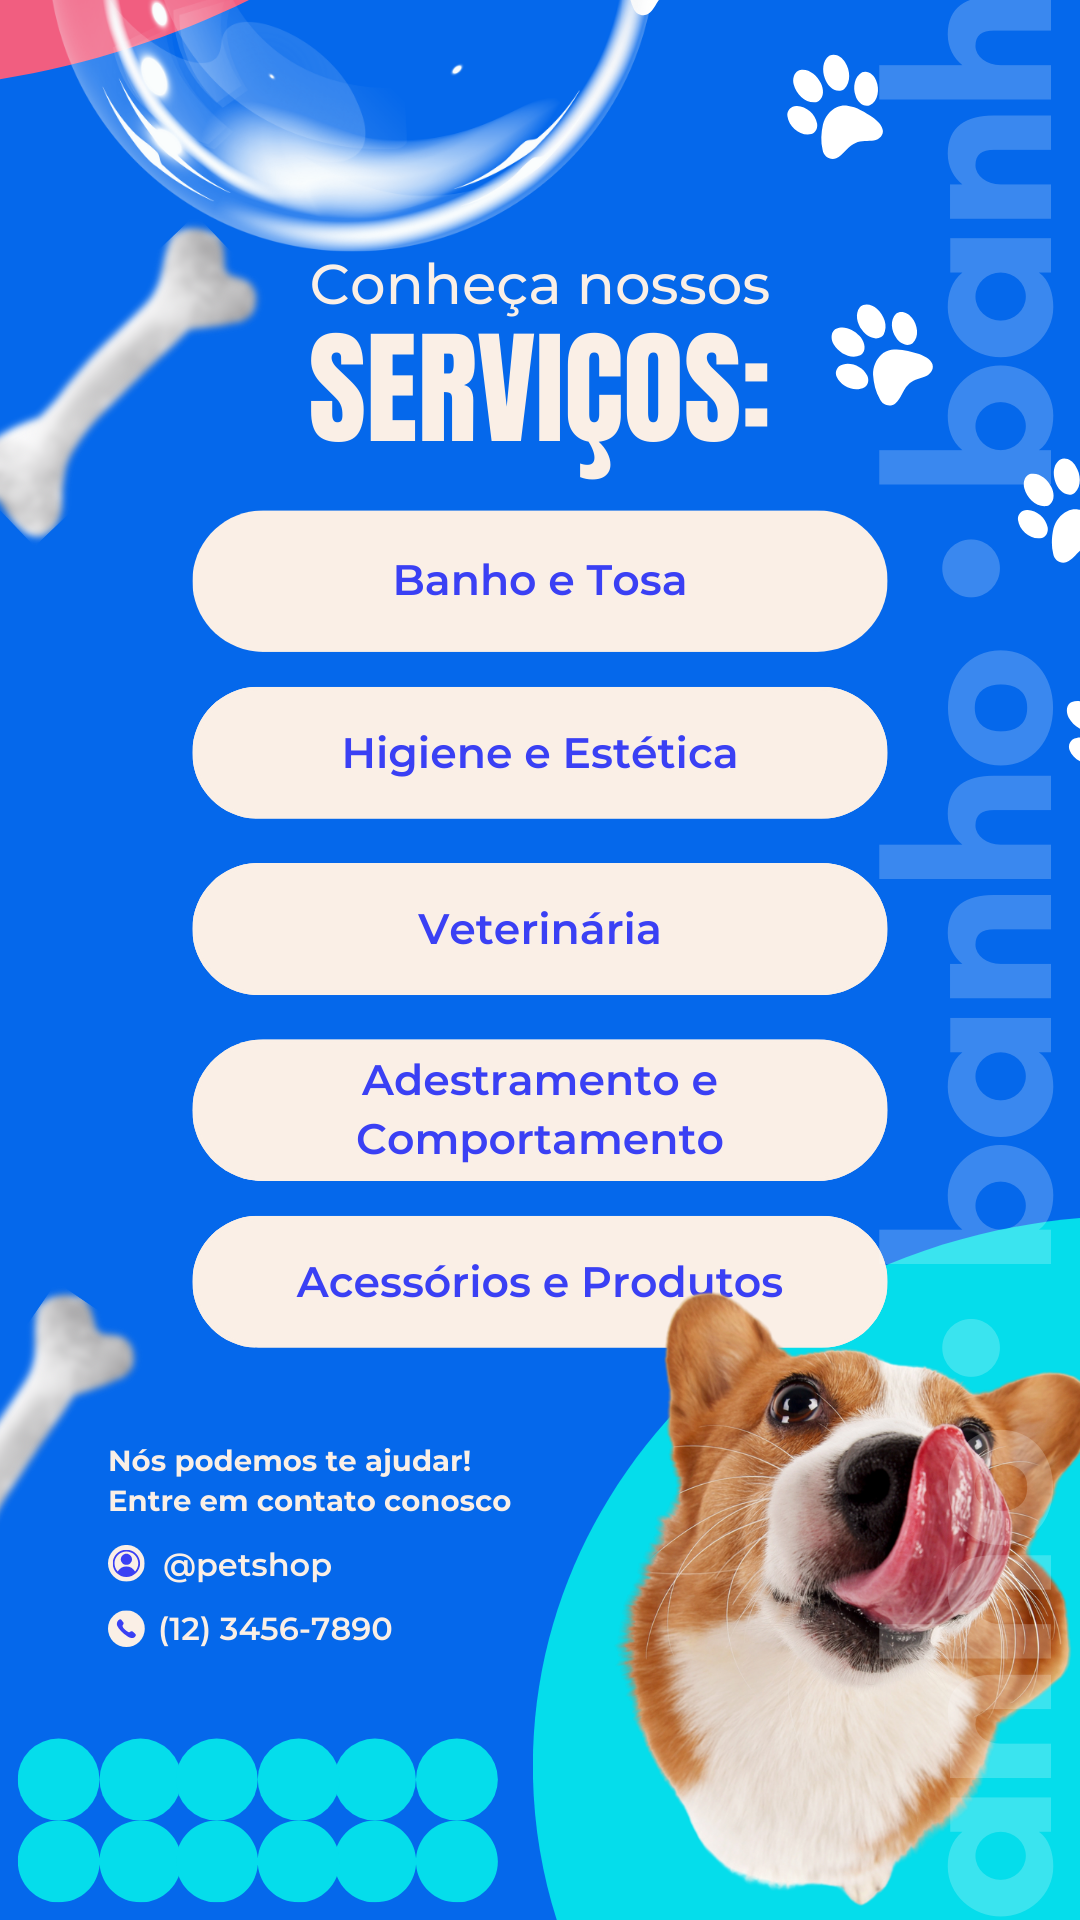 Conheça nossos
SERVIÇOS:
Banho e Tosa
Higiene e Estética
Veterinária
Adestramento e
Comportamento
Acessórios e Produtos
Nós podemos te ajudar!
Entre em contato conosco
@petshop
(12) 3456-7890
banho • banho • banh